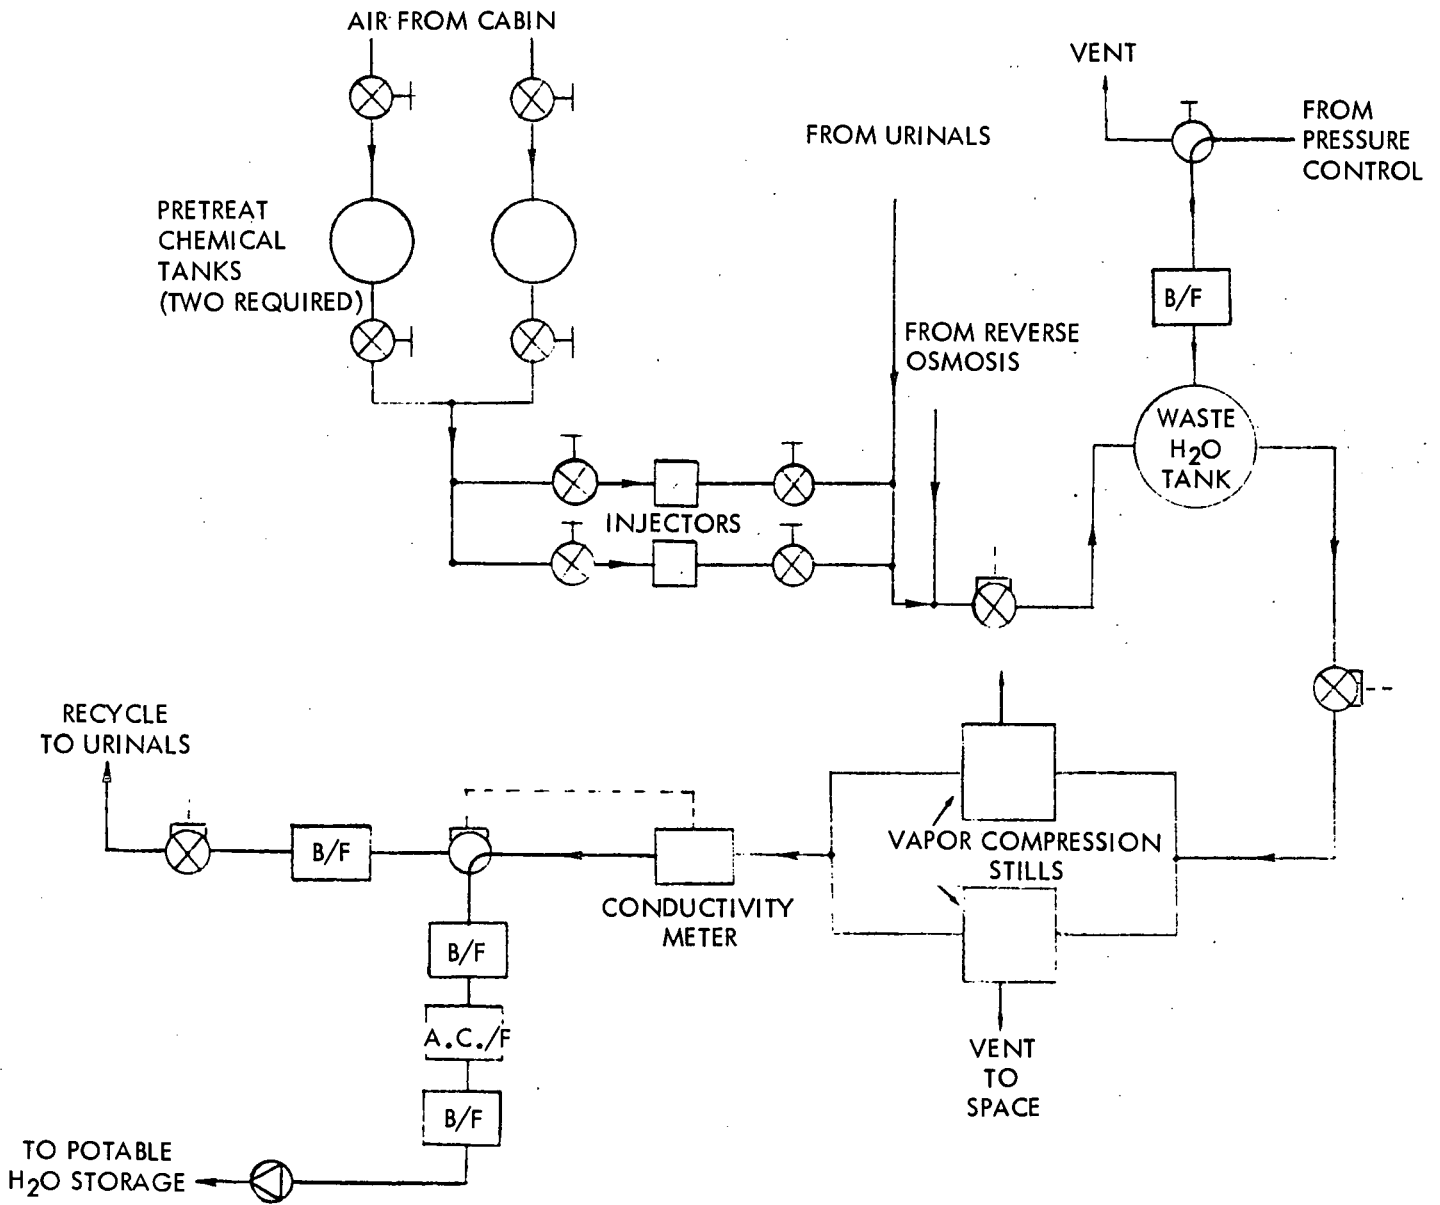 AIR FROM CABIN
VENT
FROM
PRESSURE
CONTROL
FROM URINALS
PRETREAT
CHEMICAL
TANKS
(TWO REQUIRED)
B/F
FROM REVERSE
OSMOSIS
WASTE
H2O
TANK
INJECTORS
RECYCLE
TO URINALS
VAPOR COMPRESSION
STILLS
B/F
CONDUCTIVITY
METER
B/F
A.C./F
VENT
TO
SPACE
B/F
TO POTABLE
H2O STORAGE